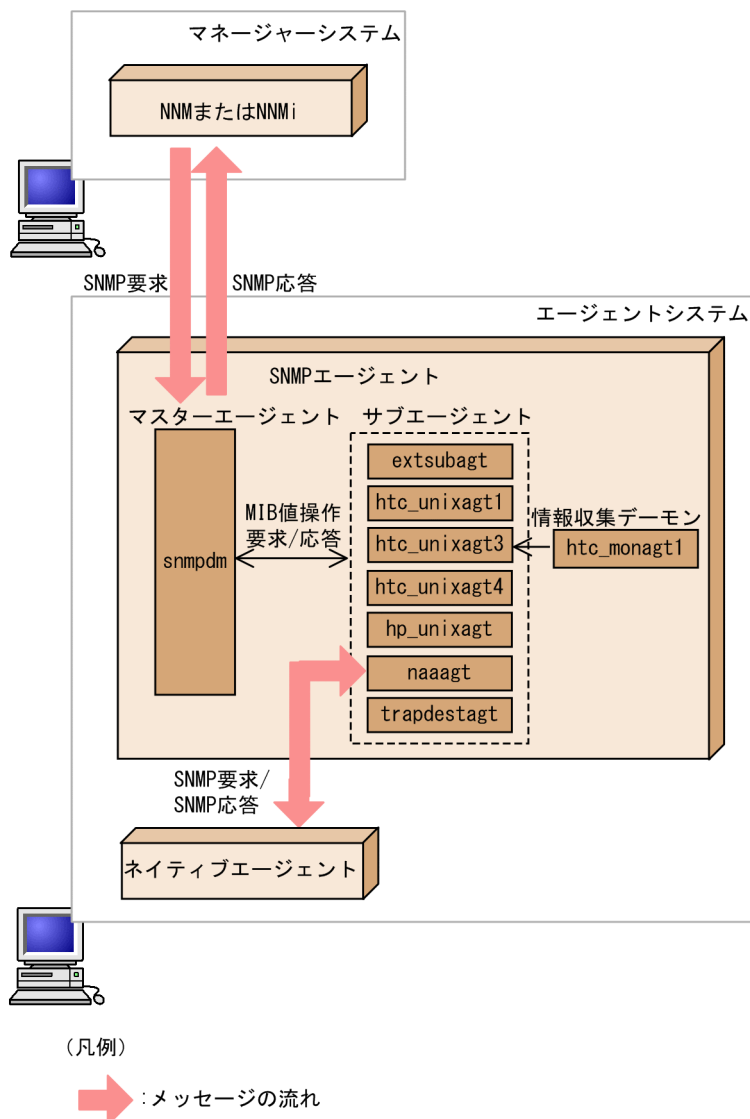 マネージャーシステム
NNMまたはNNMi
SNMP要求
SNMP応答
エージェントシステム
SNMPエージェント
マスターエージェント
サブエージェント
snmpdm
MIB値操作
要求/応答
extsubagt
htc_unixagt1
htc_unixagt3
htc_unixagt4
hp_unixagt
naaagt
trapdestagt
情報収集デーモン
htc_monagt1
SNMP要求/
SNMP応答
ネイティブエージェント
(凡例)
:メッセージの流れ